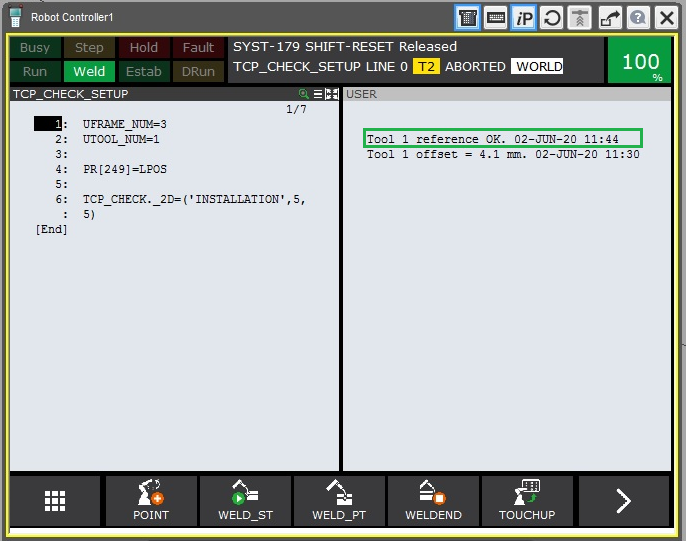 Robot Controller1
iP
Busy Step Hold Fault
Run Weld Estab DRun
SYST-179 SHIFT-RESET Released
TCP_CHECK_SETUP LINE 0 T2 ABORTED WORLD
100
%
TCP_CHECK_SETUP
1/7
1: UFRAME_NUM=3
2: UTOOL_NUM=1
3:
4: PR[249]=LPOS
5:
6: TCP_CHECK._2D=('INSTALLATION',5,
: 5)
[End]
USER
Tool 1 reference OK. 02-JUN-20 11:44
Tool 1 offset = 4.1 mm. 02-JUN-20 11:30
POINT
WELD_ST
WELD_PT
WELDEND
TOUCHUP